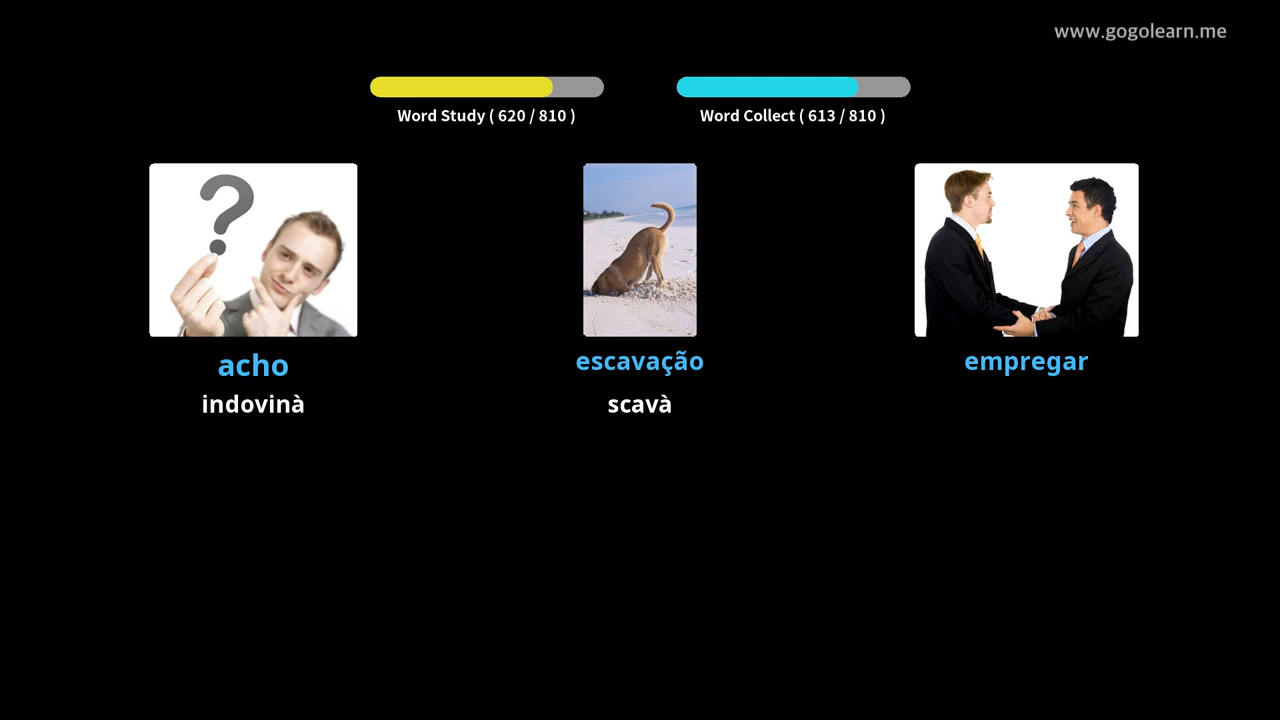 www.gogolearn.me
Word Study ( 620 / 810 )
Word Collect ( 613 / 810 )
?
acho
escavação
empregar
indovinà
scavà